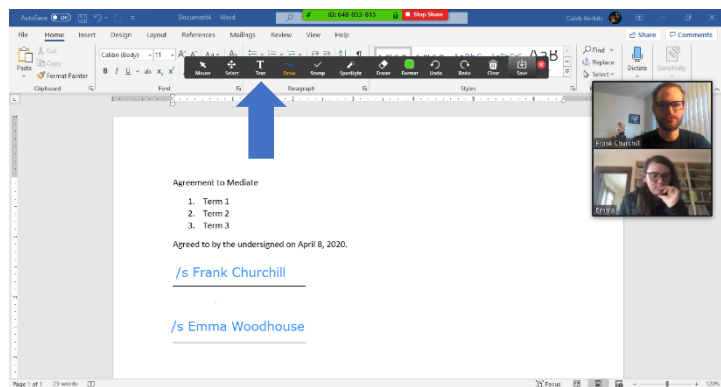 AutoSave On Document4 - Word ID: 648-053-815 Stop Share Caleb Gerbitz
File Home Insert Design Layout References Mailings Review View Help Share Comments
Cut
Copy
Format Painter
Paste
Calibri (Body) 11
Find
Replace
Select
Dictate Sensitivity
Mouse Select Text Draw Stamp Spotlight Eraser Format Undo Redo Clear Save
Clipboard Font Paragraph Styles
Frank Churchill
Emma
Agreement to Mediate
1. Term 1
2. Term 2
3. Term 3
Agreed to by the undersigned on April 8, 2020.
/s Frank Churchill
/s Emma Woodhouse
Page 1 of 1 23 words Focus 120%